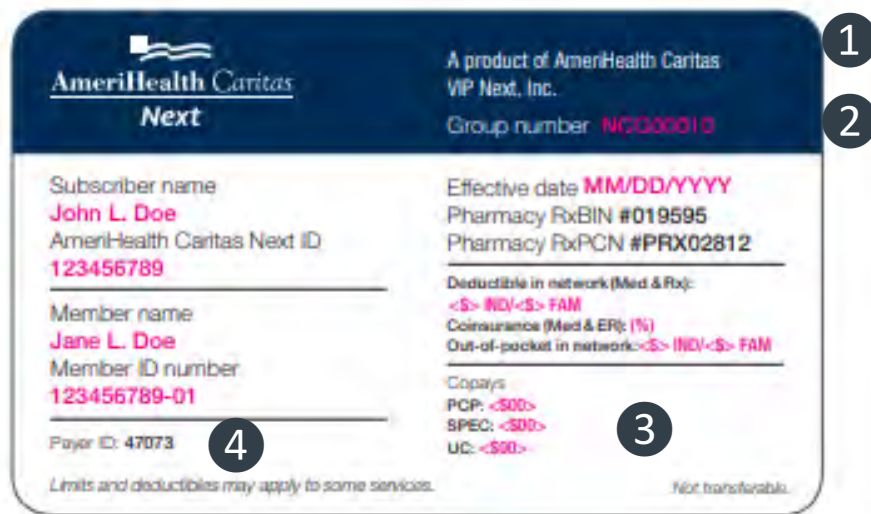 AmeriHealth Caritas
Next
A product of AmeriHealth Caritas
VIP Next, Inc.
Group number NCG00010
1
2
Subscriber name
John L. Doe
AmeriHealth Caritas Next ID
123456789
Member name
Jane L. Doe
Member ID number
123456789-01
Payer ID: 47073
4
Effective date MM/DD/YYYY
Pharmacy RxBIN #019595
Pharmacy RxPCN #PRX02812
Deductible in network (Med & Rx):
<$> IND/<$> FAM
Coinsurance (Med & ER): (%)
Out-of-pocket in network:<$> IND/<$> FAM
Copays
PCP: <$00>
SPEC: <$00>
UC: <$00>
3
Limits and deductibles may apply to some services.
Not transferable.